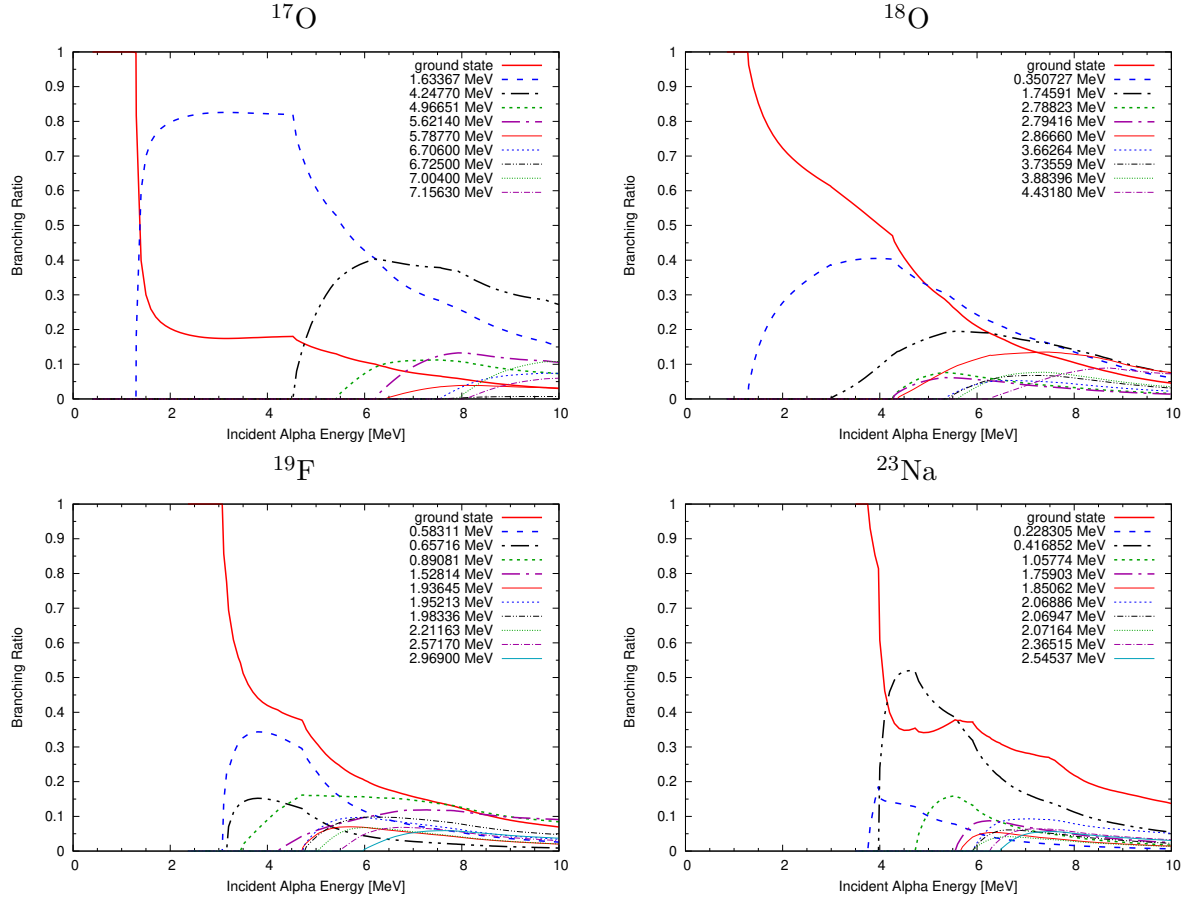 ¹⁷O
1
0.9
0.8
0.7
0.6
0.5
0.4
0.3
0.2
0.1
0
Branching Ratio
0 2 4 6 8 10
Incident Alpha Energy [MeV]
ground state
1.63367 MeV
4.24770 MeV
4.96651 MeV
5.62140 MeV
5.78770 MeV
6.70600 MeV
6.72500 MeV
7.00400 MeV
7.15630 MeV
¹⁸O
1
0.9
0.8
0.7
0.6
0.5
0.4
0.3
0.2
0.1
0
Branching Ratio
0 2 4 6 8 10
Incident Alpha Energy [MeV]
ground state
0.350727 MeV
1.74591 MeV
2.78823 MeV
2.79416 MeV
2.86660 MeV
3.66264 MeV
3.73559 MeV
3.88396 MeV
4.43180 MeV
¹⁹F
1
0.9
0.8
0.7
0.6
0.5
0.4
0.3
0.2
0.1
0
Branching Ratio
0 2 4 6 8 10
Incident Alpha Energy [MeV]
ground state
0.58311 MeV
0.65716 MeV
0.89081 MeV
1.52814 MeV
1.93645 MeV
1.95213 MeV
1.98336 MeV
2.21163 MeV
2.57170 MeV
2.96900 MeV
²³Na
1
0.9
0.8
0.7
0.6
0.5
0.4
0.3
0.2
0.1
0
Branching Ratio
0 2 4 6 8 10
Incident Alpha Energy [MeV]
ground state
0.228305 MeV
0.416852 MeV
1.05774 MeV
1.75903 MeV
1.85062 MeV
2.06886 MeV
2.06947 MeV
2.07164 MeV
2.36515 MeV
2.54537 MeV